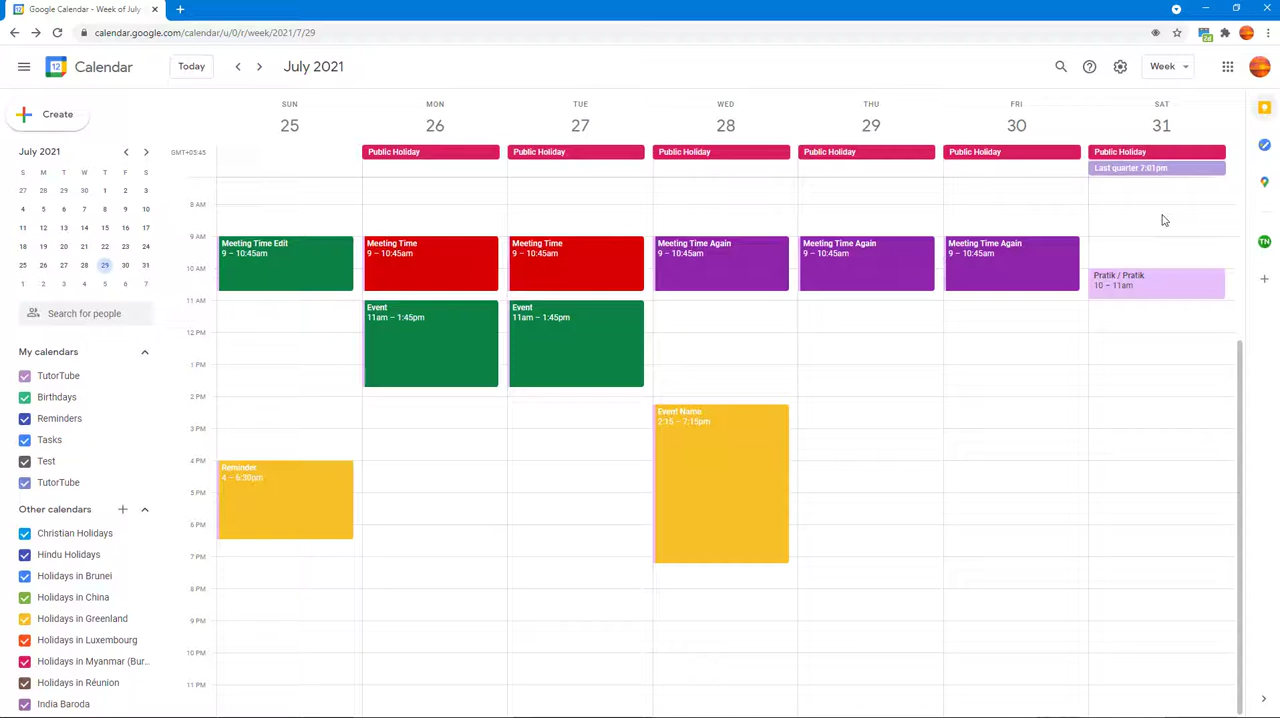 Google Calendar - Week of July
calendar.google.com/calendar/u/0/r/week/2021/7/29
2d
12
Calendar
Today
July 2021
Week
Create
July 2021
S M T W T F S
27 28 29 30 1 2 3
4 5 6 7 8 9 10
11 12 13 14 15 16 17
18 19 20 21 22 23 24
25 26 27 28 29 30 31
1 2 3 4 5 6 7
Search for people
My calendars
TutorTube
Birthdays
Reminders
Tasks
Test
TutorTube
Other calendars
Christian Holidays
Hindu Holidays
Holidays in Brunei
Holidays in China
Holidays in Greenland
Holidays in Luxembourg
Holidays in Myanmar (Bur...
Holidays in Réunion
India Baroda
SUN MON TUE WED THU FRI SAT
25 26 27 28 29 30 31
GMT+05:45
Public Holiday Public Holiday Public Holiday Public Holiday Public Holiday Public Holiday
Last quarter 7:01pm
8 AM
9 AM
10 AM
11 AM
12 PM
1 PM
2 PM
3 PM
4 PM
5 PM
6 PM
7 PM
8 PM
9 PM
10 PM
11 PM
Meeting Time Edit
9 – 10:45am
Reminder
4 – 6:30pm
Meeting Time
9 – 10:45am
Event
11am – 1:45pm
Meeting Time
9 – 10:45am
Event
11am – 1:45pm
Meeting Time Again
9 – 10:45am
Event Name
2:15 – 7:15pm
Meeting Time Again
9 – 10:45am
Meeting Time Again
9 – 10:45am
Pratik / Pratik
10 – 11am
TN